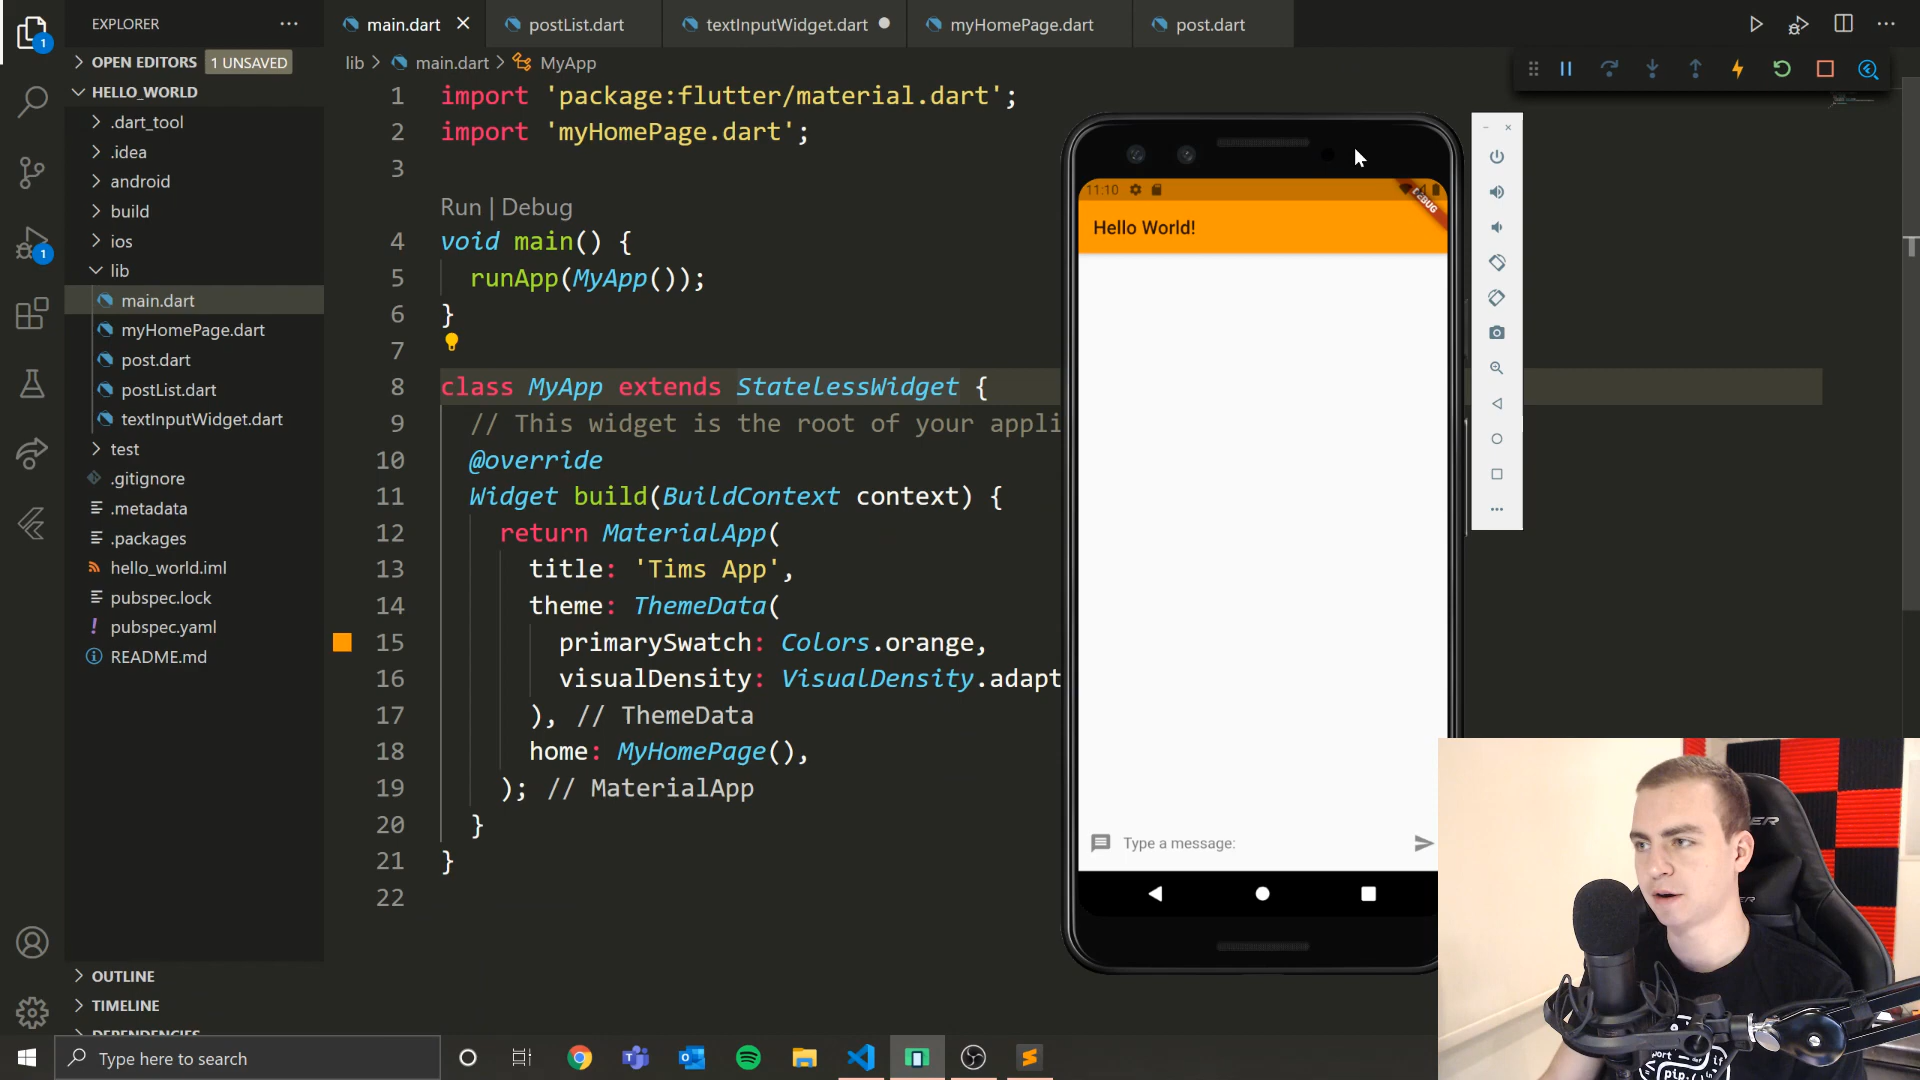 EXPLORER
main.dart
postList.dart
textInputWidget.dart
myHomePage.dart
post.dart
OPEN EDITORS 1 UNSAVED
lib > main.dart > MyApp
HELLO_WORLD
.dart_tool
.idea
android
build
ios
lib
main.dart
myHomePage.dart
post.dart
postList.dart
textInputWidget.dart
test
.gitignore
.metadata
.packages
hello_world.iml
pubspec.lock
pubspec.yaml
README.md
OUTLINE
TIMELINE
DEPENDENCIES
1
1
1 import 'package:flutter/material.dart';
2 import 'myHomePage.dart';
3
Run | Debug
4 void main() {
5 runApp(MyApp());
6 }
7
8 class MyApp extends StatelessWidget {
9 // This widget is the root of your appli
10 @override
11 Widget build(BuildContext context) {
12 return MaterialApp(
13 title: 'Tims App',
14 theme: ThemeData(
15 primarySwatch: Colors.orange,
16 visualDensity: VisualDensity.adapt
17 ), // ThemeData
18 home: MyHomePage(),
19 ); // MaterialApp
20 }
21 }
22
11:10
DEBUG
Hello World!
Type a message:
Type here to search